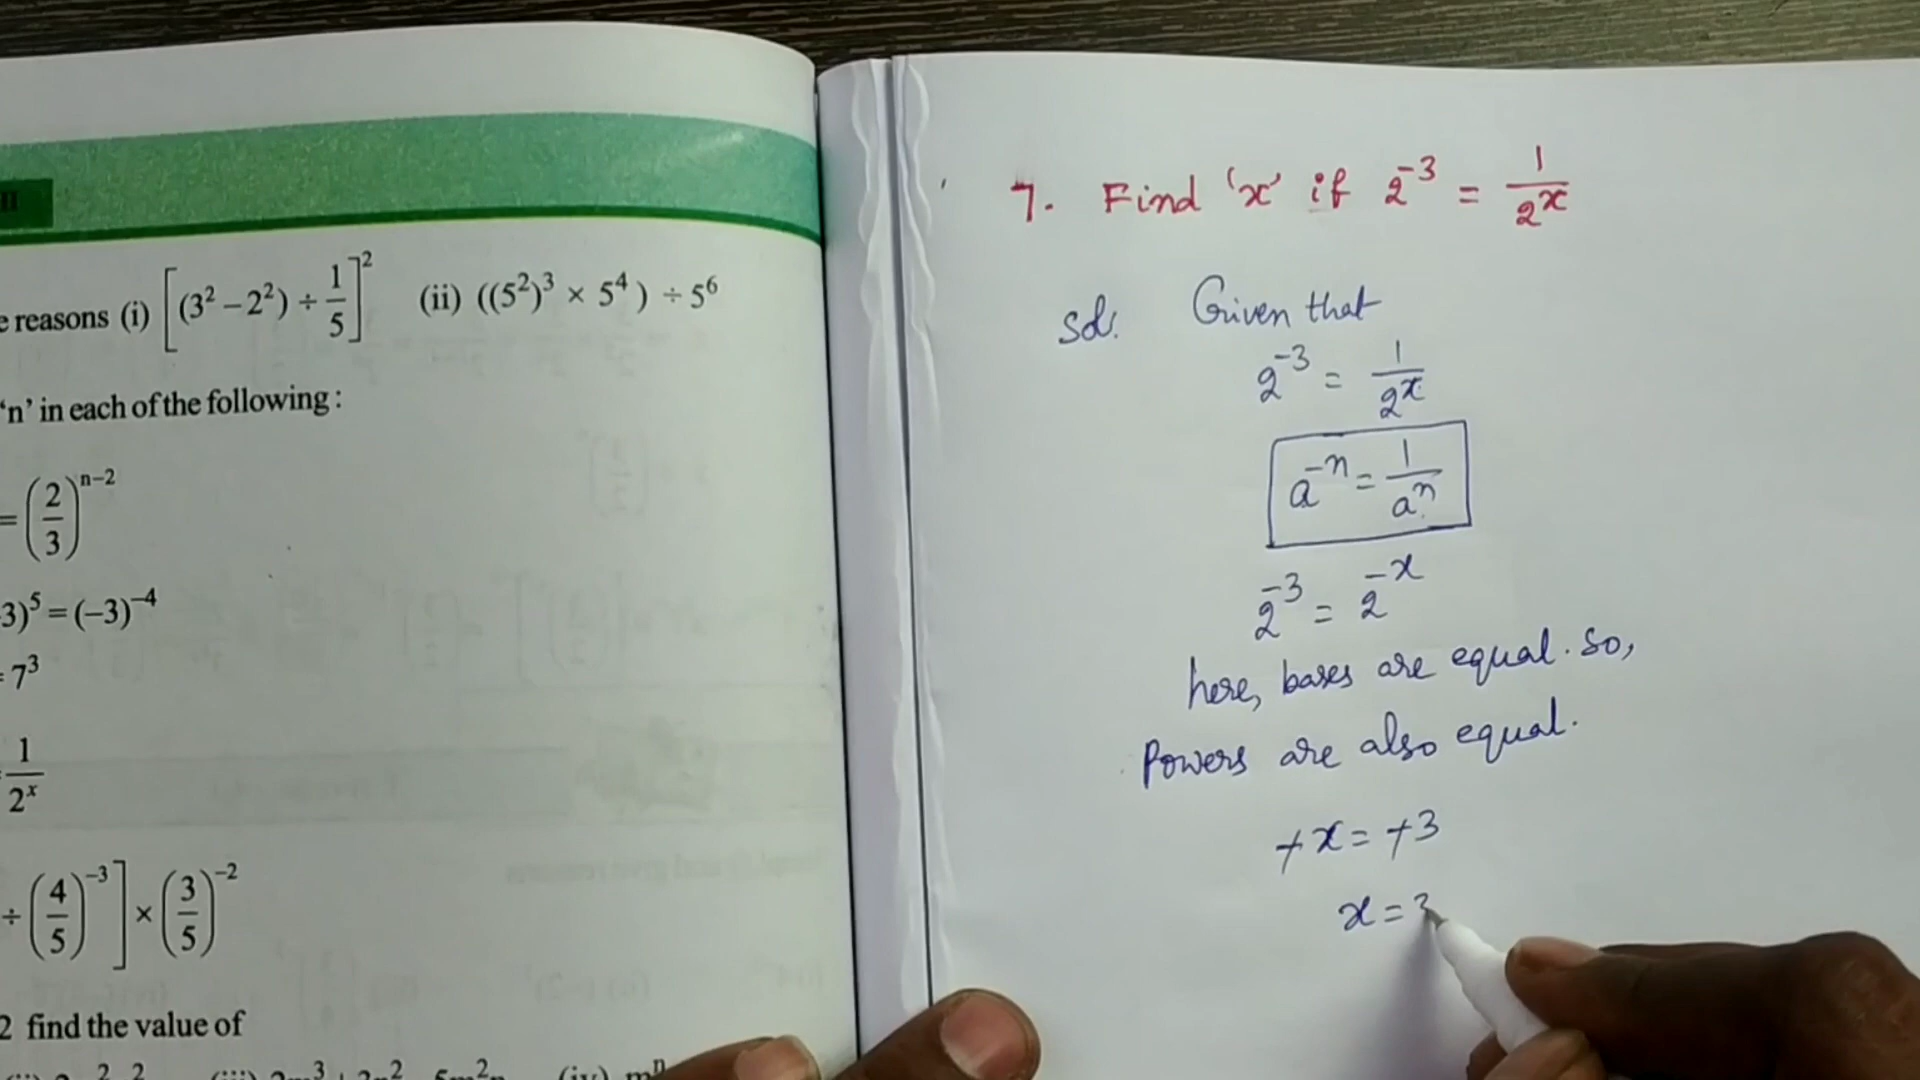 II
e reasons (i) [(3² – 2²) ÷ 1/5]² (ii) ((5²)³ × 5⁴) ÷ 5⁶
‘n’ in each of the following :
= (2/3)ⁿ⁻²
3)⁵ = (–3)⁻⁴
= 7³
1/2ˣ
÷ (4/5)⁻³] × (3/5)⁻²
2 find the value of
7. Find ‘x’ if 2⁻³ = 1/2ˣ
Sol. Given that
2⁻³ = 1/2ˣ
a⁻ⁿ = 1/aⁿ
2⁻³ = 2⁻ˣ
here, bases are equal. So,
Powers are also equal.
+x = +3
x = 3